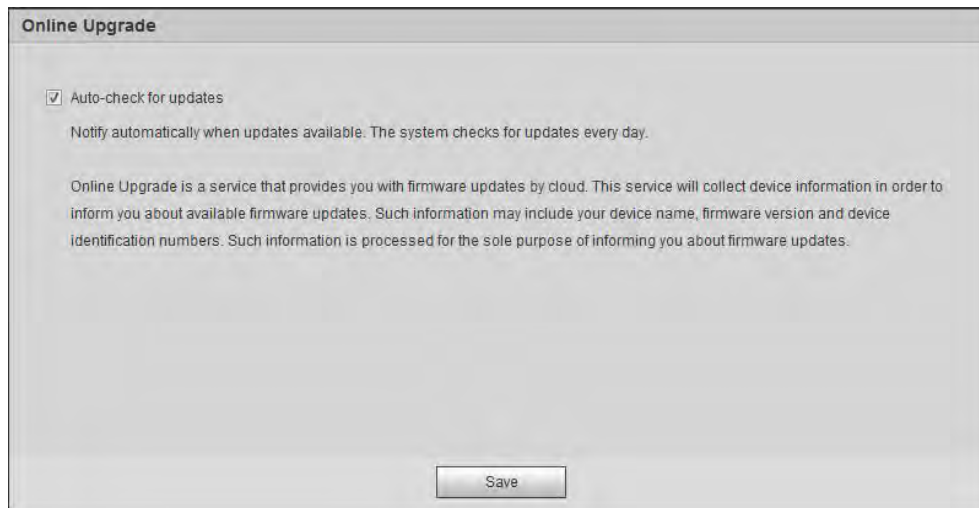 Online Upgrade
Auto-check for updates
Notify automatically when updates available. The system checks for updates every day.
Online Upgrade is a service that provides you with firmware updates by cloud. This service will collect device information in order to
inform you about available firmware updates. Such information may include your device name, firmware version and device
identification numbers. Such information is processed for the sole purpose of informing you about firmware updates.
Save